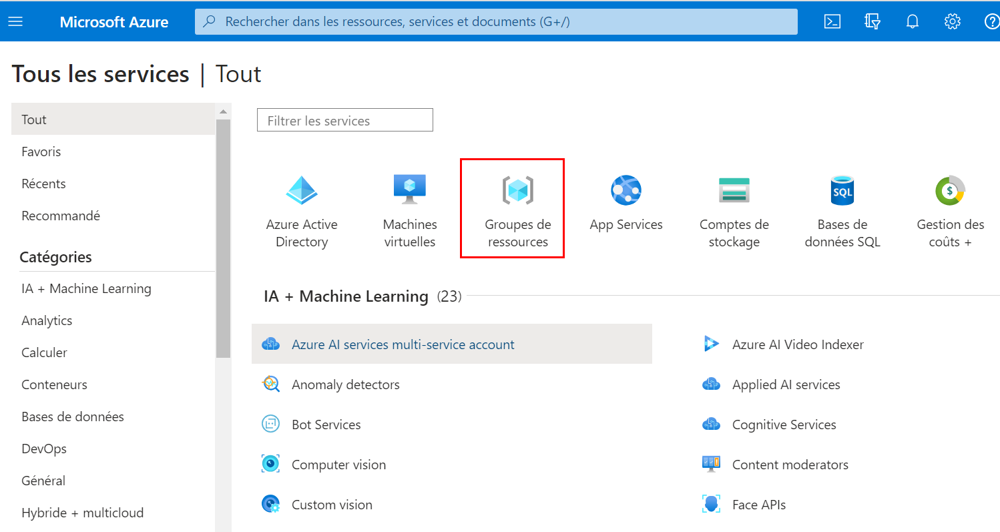 Microsoft Azure
Rechercher dans les ressources, services et documents (G+/)
Tous les services | Tout
Tout
Favoris
Récents
Recommandé
Catégories
IA + Machine Learning
Analytics
Calculer
Conteneurs
Bases de données
DevOps
Général
Hybride + multicloud
Filtrer les services
Azure Active
Directory
Machines
virtuelles
Groupes de
ressources
App Services
Comptes de
stockage
SQL
Bases de
données SQL
$
Gestion des
coûts +
IA + Machine Learning (23)
Azure AI services multi-service account
Azure AI Video Indexer
Anomaly detectors
Applied AI services
Bot Services
Cognitive Services
Computer vision
Content moderators
Custom vision
Face APIs